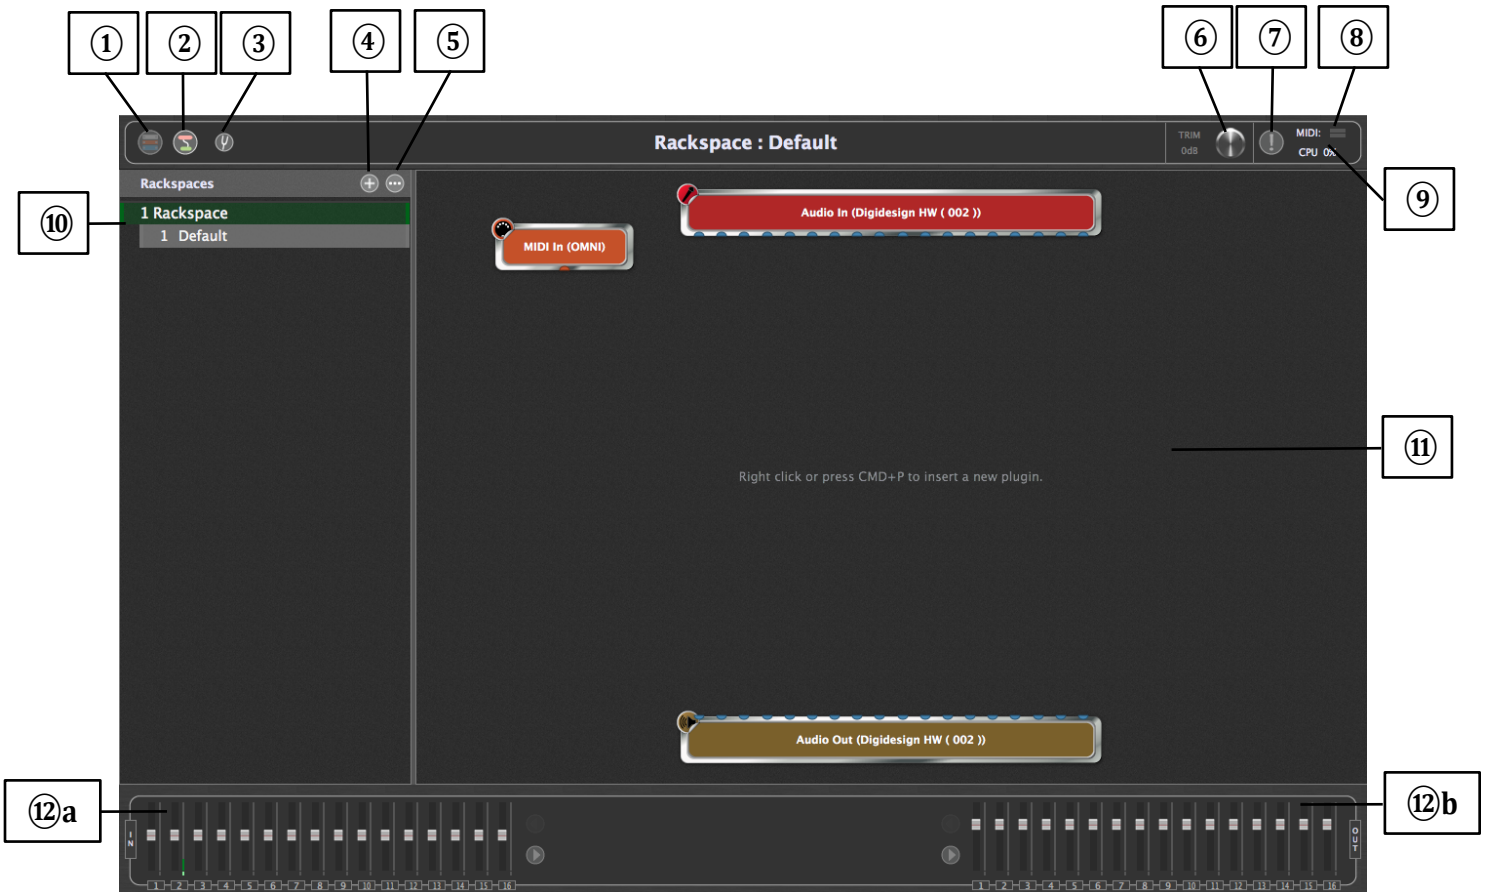 ① ② ③ ④ ⑤ ⑥ ⑦ ⑧
Rackspace : Default
TRIM
0dB
MIDI:
CPU 0%
⑨
Rackspaces
⑩
1 Rackspace
1 Default
MIDI In (OMNI)
Audio In (Digidesign HW ( 002 ))
⑪
Right click or press CMD+P to insert a new plugin.
Audio Out (Digidesign HW ( 002 ))
⑫a
⑫b
IN
OUT
1 2 3 4 5 6 7 8 9 10 11 12 13 14 15 16
1 2 3 4 5 6 7 8 9 10 11 12 13 14 15 16